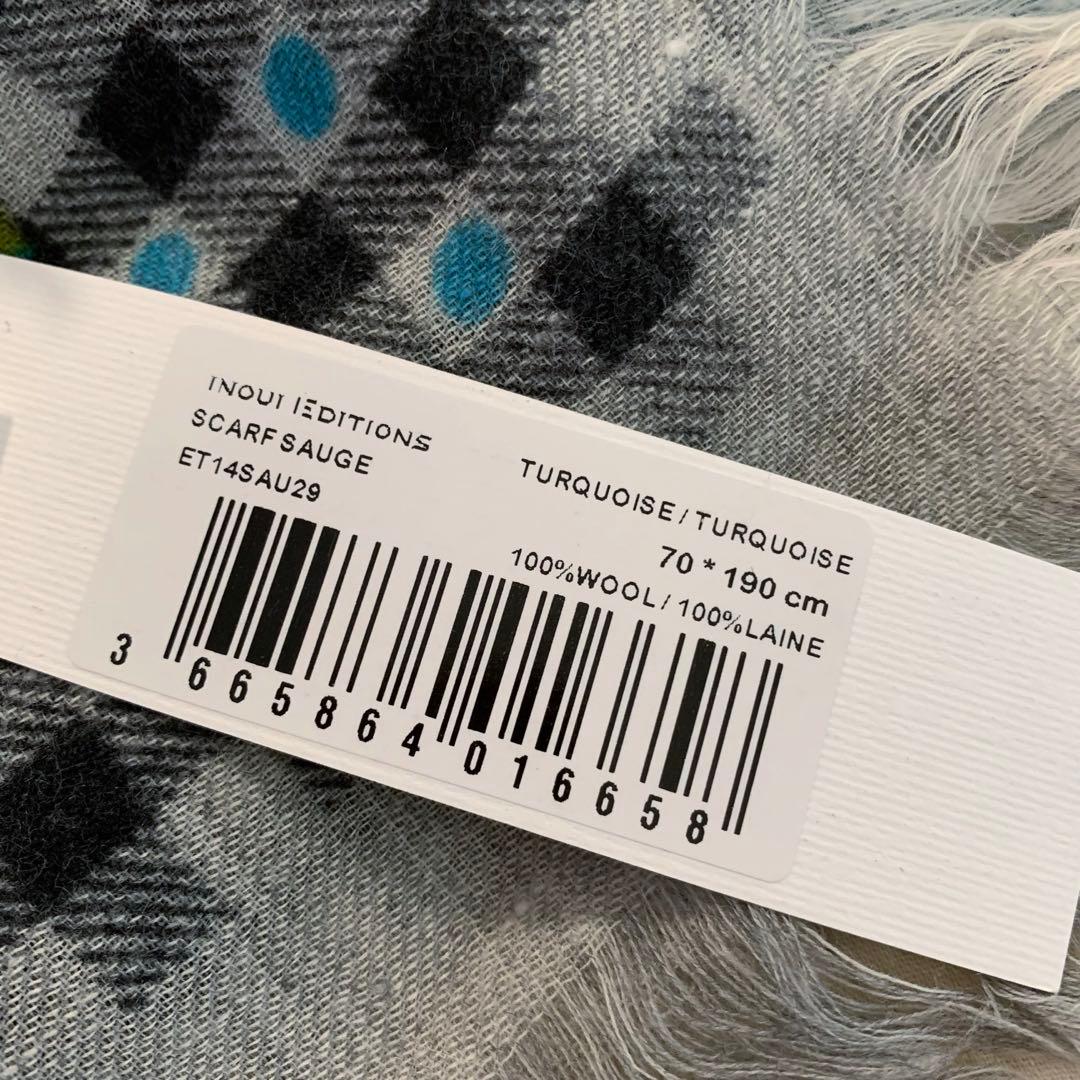 INOUI EDITIONS
SCARF SAUGE
ET14SAU29
TURQUOISE / TURQUOISE
70 * 190 cm
100%WOOL / 100%LAINE
3 665864 016658